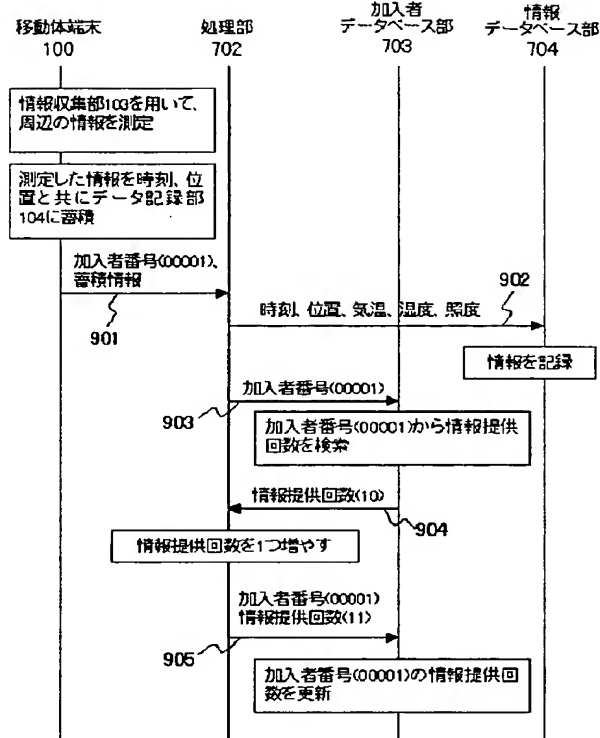 移動体端末
100
処理部
702
加入者
データベース部
703
情報
データベース部
704
情報収集部103を用いて、
周辺の情報を測定
測定した情報を時刻、位
置と共にデータ記録部
104に蓄積
加入者番号(00001)、
蓄積情報
901
902
時刻、位置、気温、湿度、照度
情報を記録
加入者番号(00001)
903
加入者番号(00001)から情報提供
回数を検索
情報提供回数(10)
904
情報提供回数を1つ増やす
加入者番号(00001)
情報提供回数(11)
905
加入者番号(00001)の情報提供回
数を更新